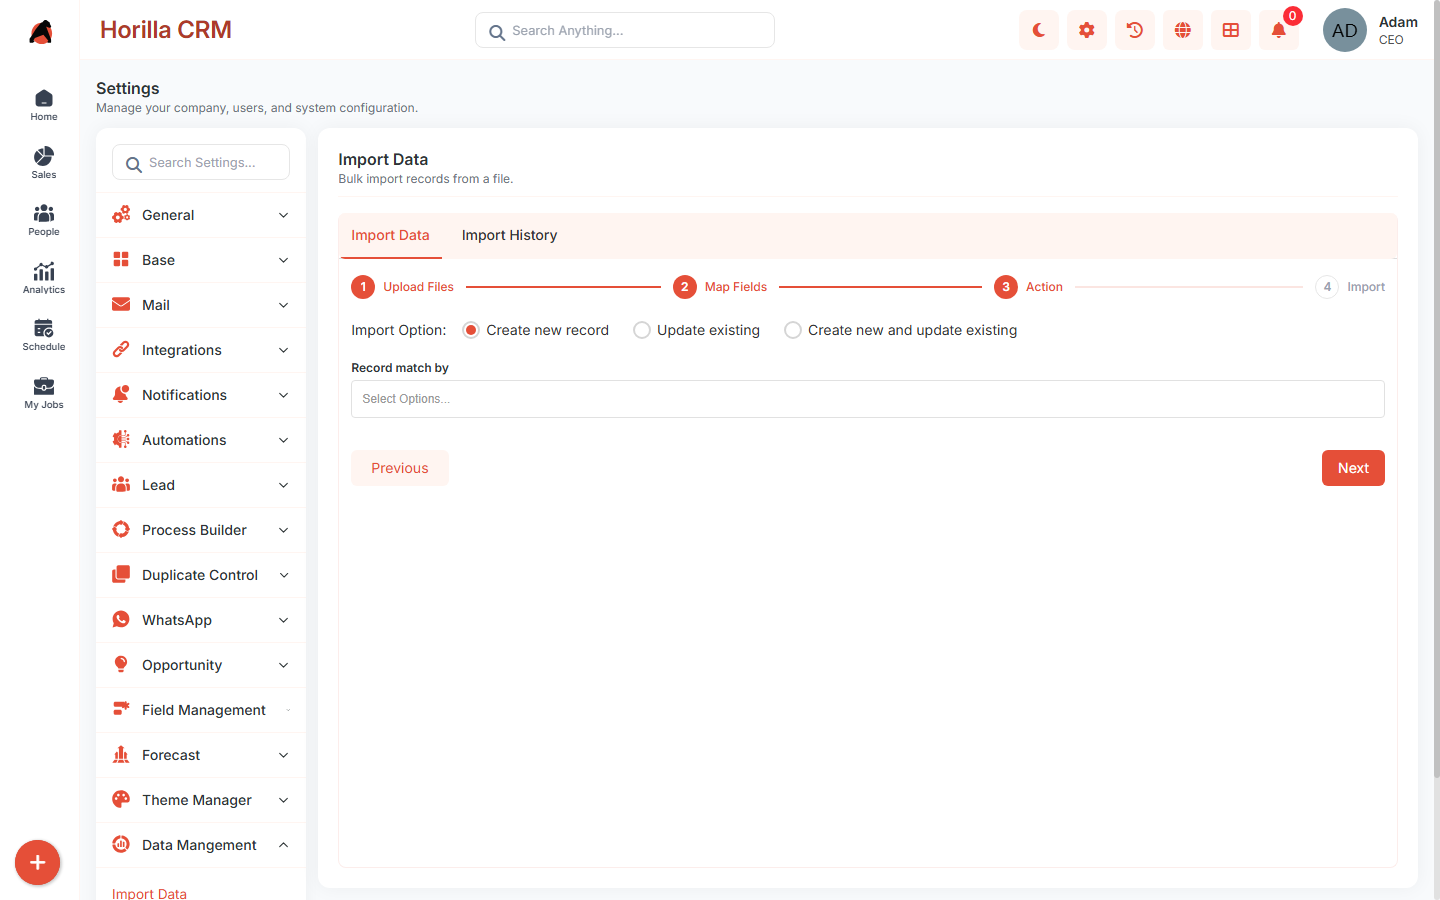 Horilla CRM
Search Anything...
0
AD
Adam
CEO
Home
Sales
People
Analytics
Schedule
My Jobs
Settings
Manage your company, users, and system configuration.
Search Settings...
General
Base
Mail
Integrations
Notifications
Automations
Lead
Process Builder
Duplicate Control
WhatsApp
Opportunity
Field Management
Forecast
Theme Manager
Data Mangement
Import Data
Import Data
Bulk import records from a file.
Import Data Import History
1 Upload Files 2 Map Fields 3 Action 4 Import
Import Option: Create new record Update existing Create new and update existing
Record match by
Select Options...
Previous Next